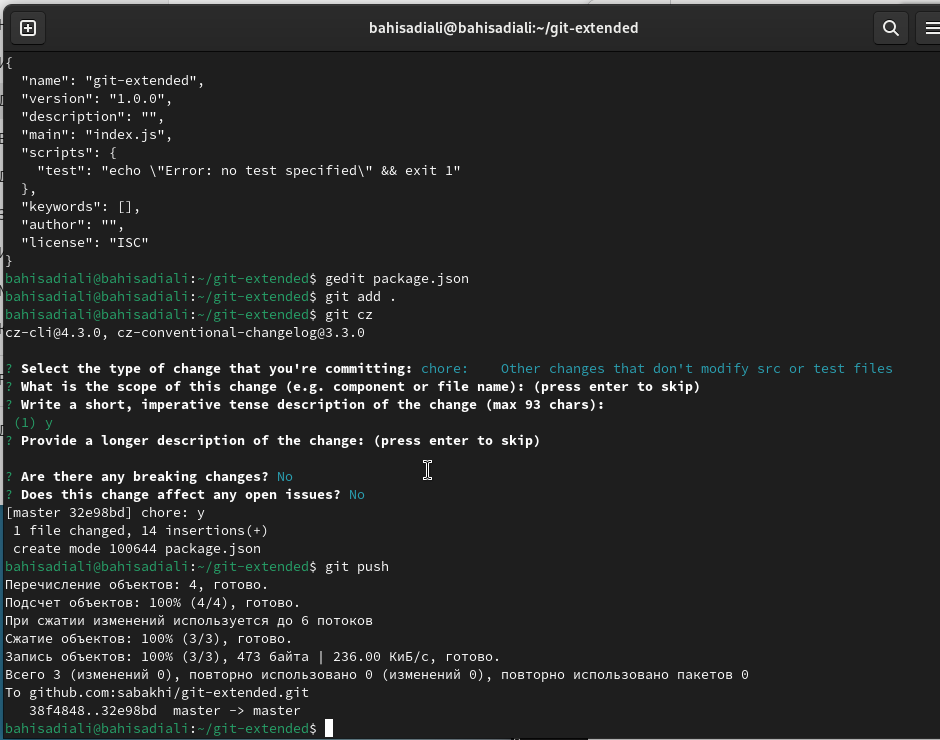 bahisadiali@bahisadiali:~/git-extended
{
  "name": "git-extended",
  "version": "1.0.0",
  "description": "",
  "main": "index.js",
  "scripts": {
    "test": "echo \"Error: no test specified\" && exit 1"
  },
  "keywords": [],
  "author": "",
  "license": "ISC"
}
bahisadiali@bahisadiali:~/git-extended$ gedit package.json
bahisadiali@bahisadiali:~/git-extended$ git add .
bahisadiali@bahisadiali:~/git-extended$ git cz
cz-cli@4.3.0, cz-conventional-changelog@3.3.0
? Select the type of change that you're committing: chore:    Other changes that don't modify src or test files
? What is the scope of this change (e.g. component or file name): (press enter to skip)
? Write a short, imperative tense description of the change (max 93 chars):
 (1) y
? Provide a longer description of the change: (press enter to skip)
? Are there any breaking changes? No
? Does this change affect any open issues? No
[master 32e98bd] chore: y
 1 file changed, 14 insertions(+)
 create mode 100644 package.json
bahisadiali@bahisadiali:~/git-extended$ git push
Перечисление объектов: 4, готово.
Подсчет объектов: 100% (4/4), готово.
При сжатии изменений используется до 6 потоков
Сжатие объектов: 100% (3/3), готово.
Запись объектов: 100% (3/3), 473 байта | 236.00 КиБ/с, готово.
Всего 3 (изменений 0), повторно использовано 0 (изменений 0), повторно использовано пакетов 0
To github.com:sabakhi/git-extended.git
   38f4848..32e98bd  master -> master
bahisadiali@bahisadiali:~/git-extended$